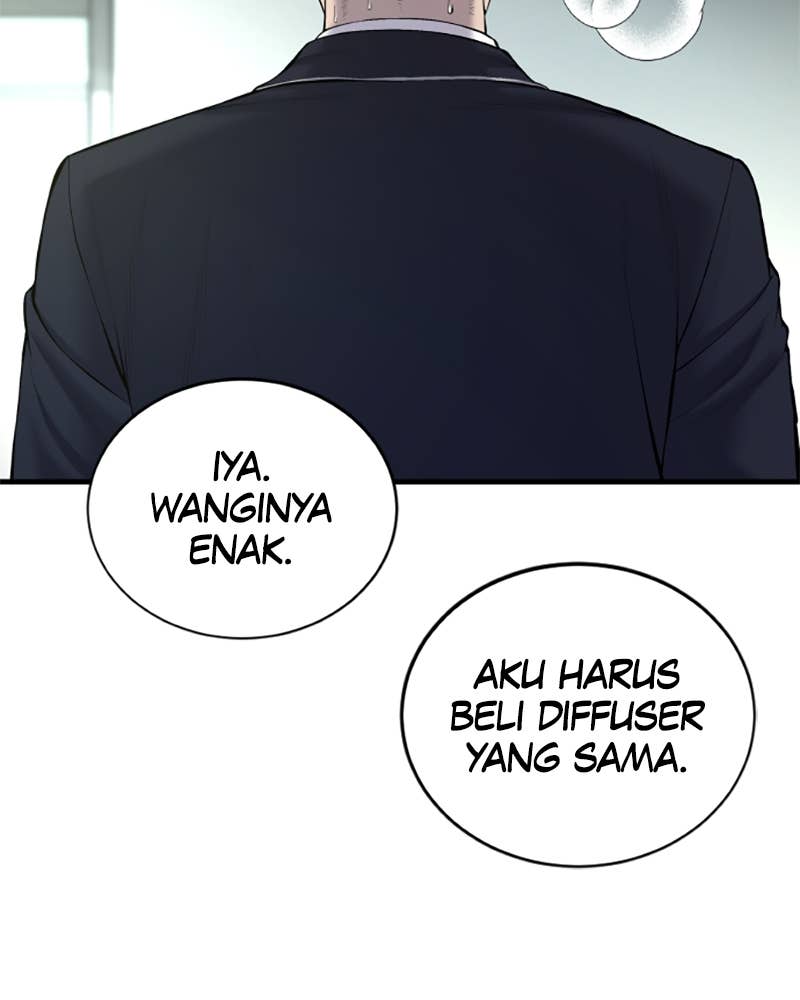 IYA.
WANGINYA
ENAK.
AKU HARUS
BELI DIFFUSER
YANG SAMA.